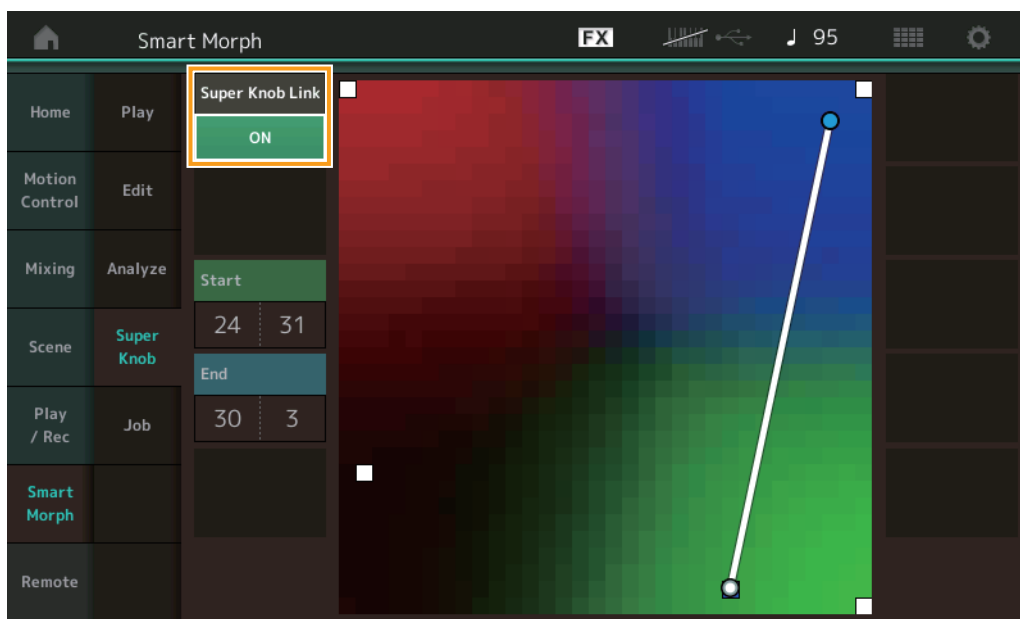 Smart Morph
FX
95
Home
Play
Super Knob Link
ON
Motion
Control
Edit
Mixing
Analyze
Start
24 31
Scene
Super
Knob
End
30 3
Play
/ Rec
Job
Smart
Morph
Remote